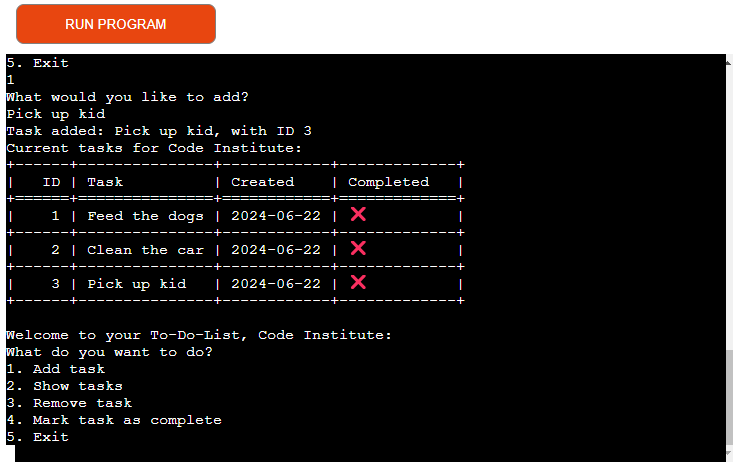 RUN PROGRAM
5. Exit
1
What would you like to add?
Pick up kid
Task added: Pick up kid, with ID 3
Current tasks for Code Institute:
+------+---------------+------------+-------------+
|   ID | Task          | Created    | Completed   |
+======+===============+============+=============+
|    1 | Feed the dogs | 2024-06-22 | ❌          |
+------+---------------+------------+-------------+
|    2 | Clean the car | 2024-06-22 | ❌          |
+------+---------------+------------+-------------+
|    3 | Pick up kid   | 2024-06-22 | ❌          |
+------+---------------+------------+-------------+
Welcome to your To-Do-List, Code Institute:
What do you want to do?
1. Add task
2. Show tasks
3. Remove task
4. Mark task as complete
5. Exit